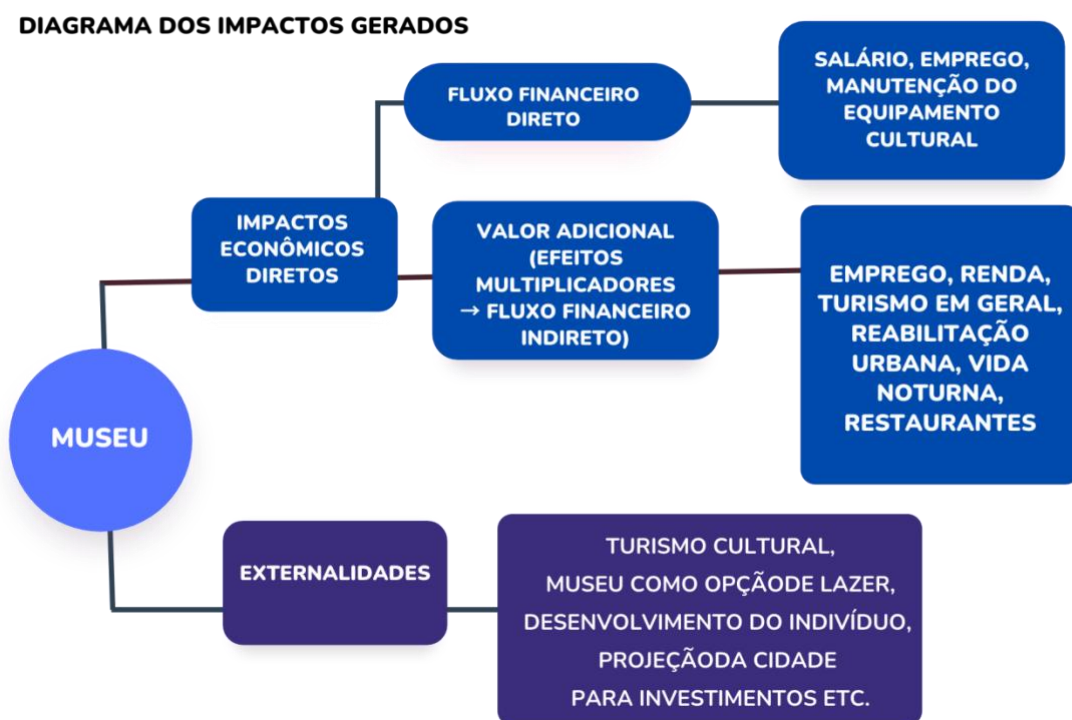 DIAGRAMA DOS IMPACTOS GERADOS
FLUXO FINANCEIRO
DIRETO
SALÁRIO, EMPREGO,
MANUTENÇÃO DO
EQUIPAMENTO
CULTURAL
IMPACTOS
ECONÔMICOS
DIRETOS
VALOR ADICIONAL
(EFEITOS
MULTIPLICADORES
→ FLUXO FINANCEIRO
INDIRETO)
EMPREGO, RENDA,
TURISMO EM GERAL,
REABILITAÇÃO
URBANA, VIDA
NOTURNA,
RESTAURANTES
MUSEU
EXTERNALIDADES
TURISMO CULTURAL,
MUSEU COMO OPÇÃODE LAZER,
DESENVOLVIMENTO DO INDIVÍDUO,
PROJEÇÃODA CIDADE
PARA INVESTIMENTOS ETC.